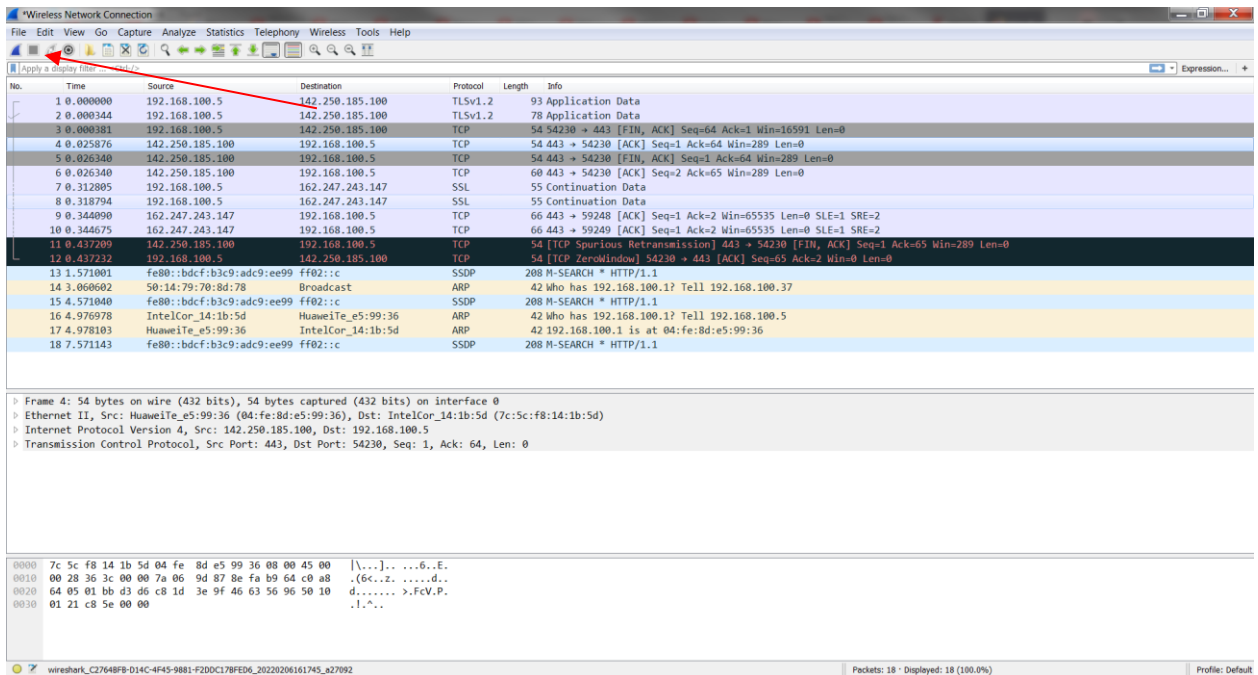 *Wireless Network Connection
File Edit View Go Capture Analyze Statistics Telephony Wireless Tools Help
Apply a display filter ... <Ctrl-/> Expression... +
No. Time Source Destination Protocol Length Info
1 0.000000 192.168.100.5 142.250.185.100 TLSv1.2 93 Application Data
2 0.000344 192.168.100.5 142.250.185.100 TLSv1.2 78 Application Data
3 0.000381 192.168.100.5 142.250.185.100 TCP 54 54230 → 443 [FIN, ACK] Seq=64 Ack=1 Win=16591 Len=0
4 0.025876 142.250.185.100 192.168.100.5 TCP 54 443 → 54230 [ACK] Seq=1 Ack=64 Win=289 Len=0
5 0.026340 142.250.185.100 192.168.100.5 TCP 54 443 → 54230 [FIN, ACK] Seq=1 Ack=64 Win=289 Len=0
6 0.026340 142.250.185.100 192.168.100.5 TCP 60 443 → 54230 [ACK] Seq=2 Ack=65 Win=289 Len=0
7 0.312805 192.168.100.5 162.247.243.147 SSL 55 Continuation Data
8 0.318794 192.168.100.5 162.247.243.147 SSL 55 Continuation Data
9 0.344090 162.247.243.147 192.168.100.5 TCP 66 443 → 59248 [ACK] Seq=1 Ack=2 Win=65535 Len=0 SLE=1 SRE=2
10 0.344675 162.247.243.147 192.168.100.5 TCP 66 443 → 59249 [ACK] Seq=1 Ack=2 Win=65535 Len=0 SLE=1 SRE=2
11 0.437209 142.250.185.100 192.168.100.5 TCP 54 [TCP Spurious Retransmission] 443 → 54230 [FIN, ACK] Seq=1 Ack=65 Win=289 Len=0
12 0.437232 192.168.100.5 142.250.185.100 TCP 54 [TCP ZeroWindow] 54230 → 443 [ACK] Seq=65 Ack=2 Win=0 Len=0
13 1.571001 fe80::bdcf:b3c9:adc9:ee99 ff02::c SSDP 208 M-SEARCH * HTTP/1.1
14 3.060602 50:14:79:70:8d:78 Broadcast ARP 42 Who has 192.168.100.1? Tell 192.168.100.37
15 4.571040 fe80::bdcf:b3c9:adc9:ee99 ff02::c SSDP 208 M-SEARCH * HTTP/1.1
16 4.976978 IntelCor_14:1b:5d HuaweiTe_e5:99:36 ARP 42 Who has 192.168.100.1? Tell 192.168.100.5
17 4.978103 HuaweiTe_e5:99:36 IntelCor_14:1b:5d ARP 42 192.168.100.1 is at 04:fe:8d:e5:99:36
18 7.571143 fe80::bdcf:b3c9:adc9:ee99 ff02::c SSDP 208 M-SEARCH * HTTP/1.1
Frame 4: 54 bytes on wire (432 bits), 54 bytes captured (432 bits) on interface 0
Ethernet II, Src: HuaweiTe_e5:99:36 (04:fe:8d:e5:99:36), Dst: IntelCor_14:1b:5d (7c:5c:f8:14:1b:5d)
Internet Protocol Version 4, Src: 142.250.185.100, Dst: 192.168.100.5
Transmission Control Protocol, Src Port: 443, Dst Port: 54230, Seq: 1, Ack: 64, Len: 0
0000 7c 5c f8 14 1b 5d 04 fe 8d e5 99 36 08 00 45 00 |\...].. ...6..E.
0010 00 28 36 3c 00 00 7a 06 9d 87 8e fa b9 64 c0 a8 .(6<..z. .....d..
0020 64 05 01 bb d3 d6 c8 1d 3e 9f 46 63 56 96 50 10 d....... >.FcV.P.
0030 01 21 c8 5e 00 00 .!.^..
wireshark_C2764BFB-D14C-4F45-9881-F2DDC17BFED6_20220206161745_a27092 Packets: 18 · Displayed: 18 (100.0%) Profile: Default